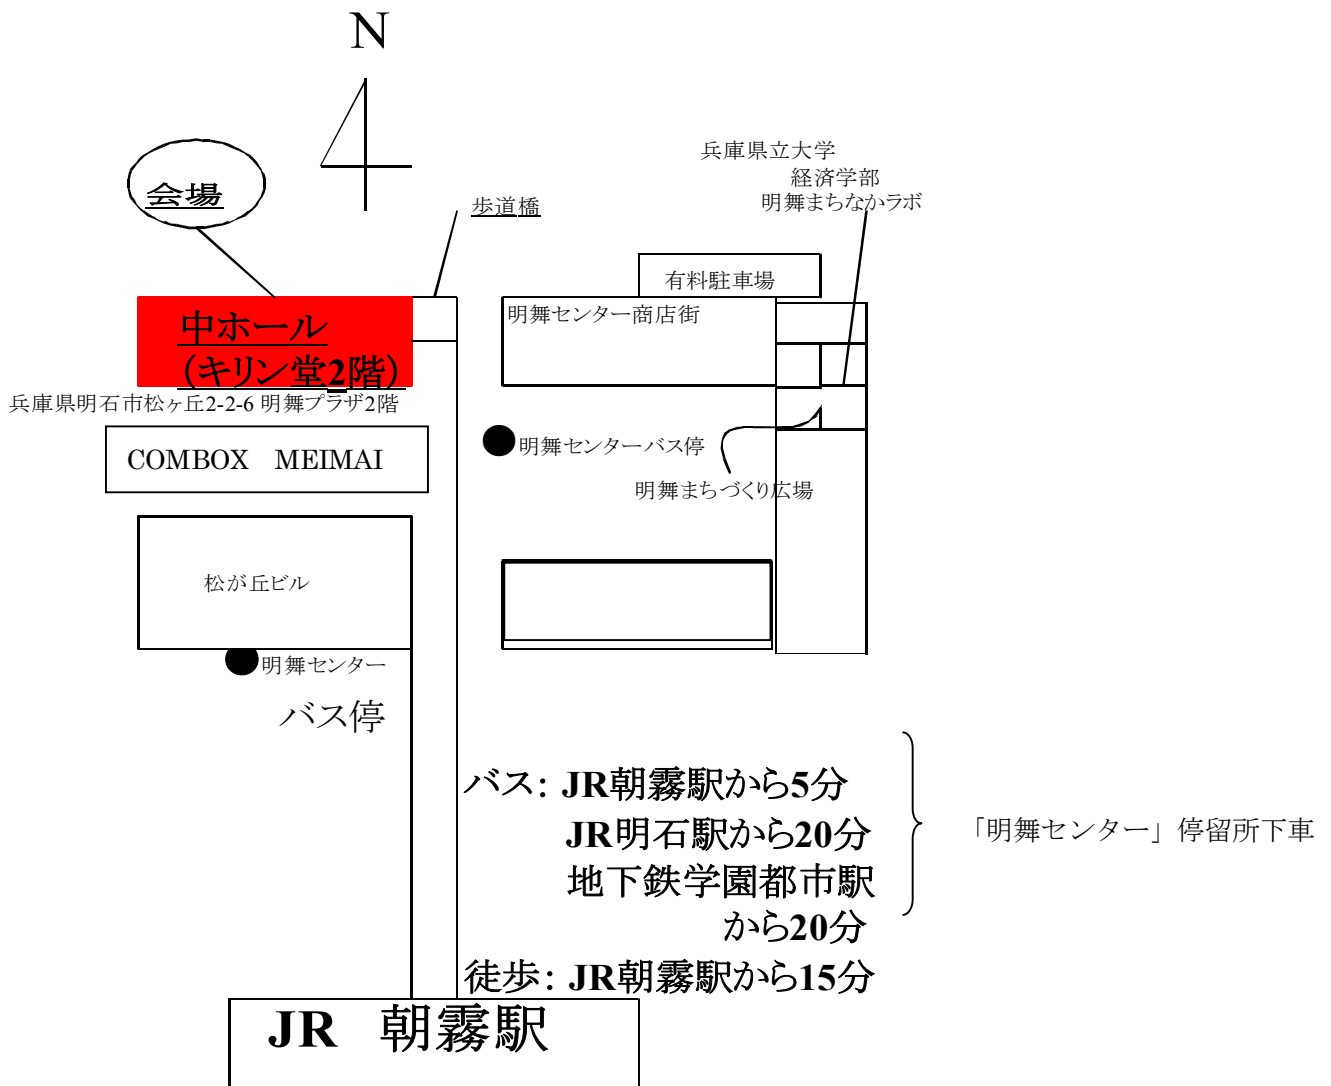 N
兵庫県立大学
経済学部
明舞まちなかラボ
会場
歩道橋
有料駐車場
中ホール
（キリン堂2階）
明舞センター商店街
兵庫県明石市松ヶ丘2-2-6 明舞プラザ2階
COMBOX　MEIMAI
明舞センターバス停
明舞まちづくり広場
松が丘ビル
明舞センター
バス停
バス： JR朝霧駅から5分
JR明石駅から20分
地下鉄学園都市駅
から20分
「明舞センター」停留所下車
徒歩： JR朝霧駅から15分
JR　朝霧駅